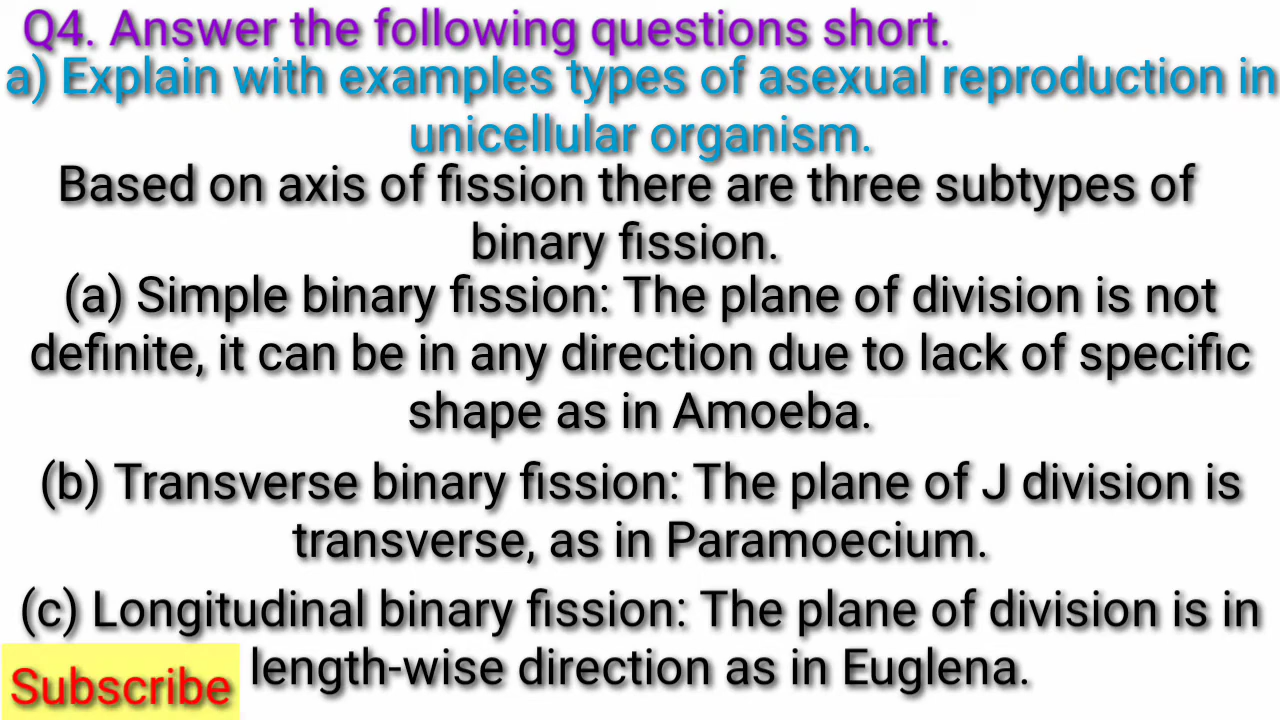 Q4. Answer the following questions short.
a) Explain with examples types of asexual reproduction in
unicellular organism.
Based on axis of fission there are three subtypes of
binary fission.
(a) Simple binary fission: The plane of division is not
definite, it can be in any direction due to lack of specific
shape as in Amoeba.
(b) Transverse binary fission: The plane of J division is
transverse, as in Paramoecium.
(c) Longitudinal binary fission: The plane of division is in
length-wise direction as in Euglena.
Subscribe